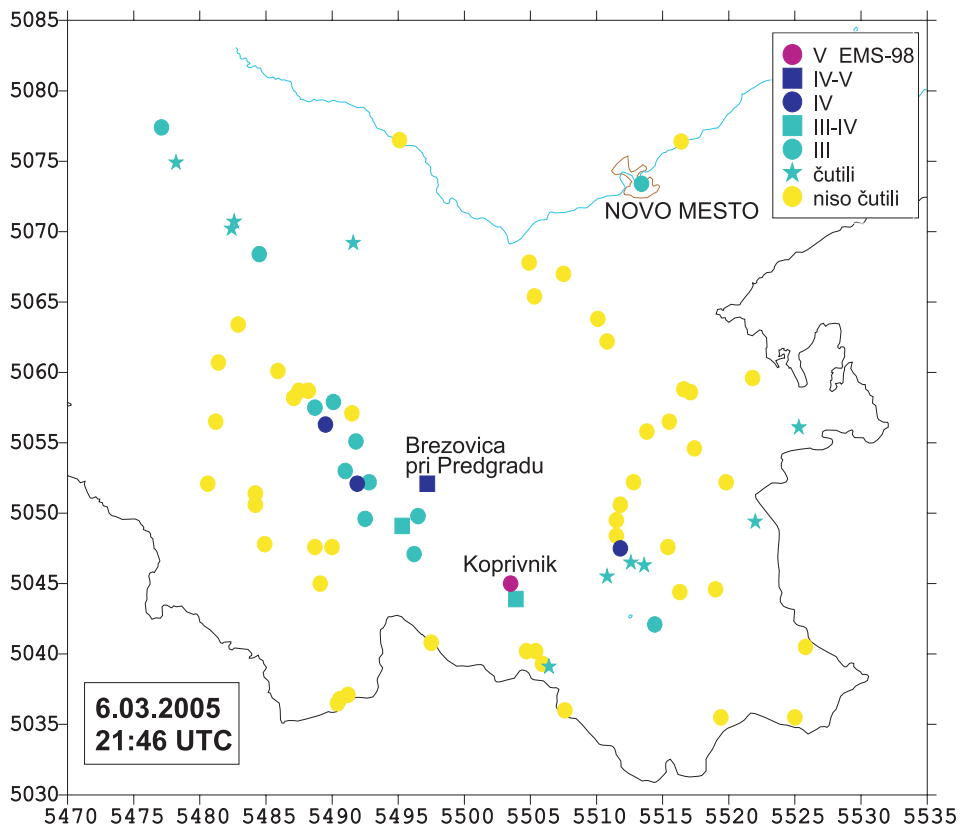 5085
5080
5075
5070
5065
5060
5055
5050
5045
5040
5035
5030
V EMS-98
IV-V
IV
III-IV
III
čutili
niso čutili
NOVO MESTO
Brezovica
pri Predgradu
Koprivnik
6.03.2005
21:46 UTC
5470 5475 5480 5485 5490 5495 5500 5505 5510 5515 5520 5525 5530 5535